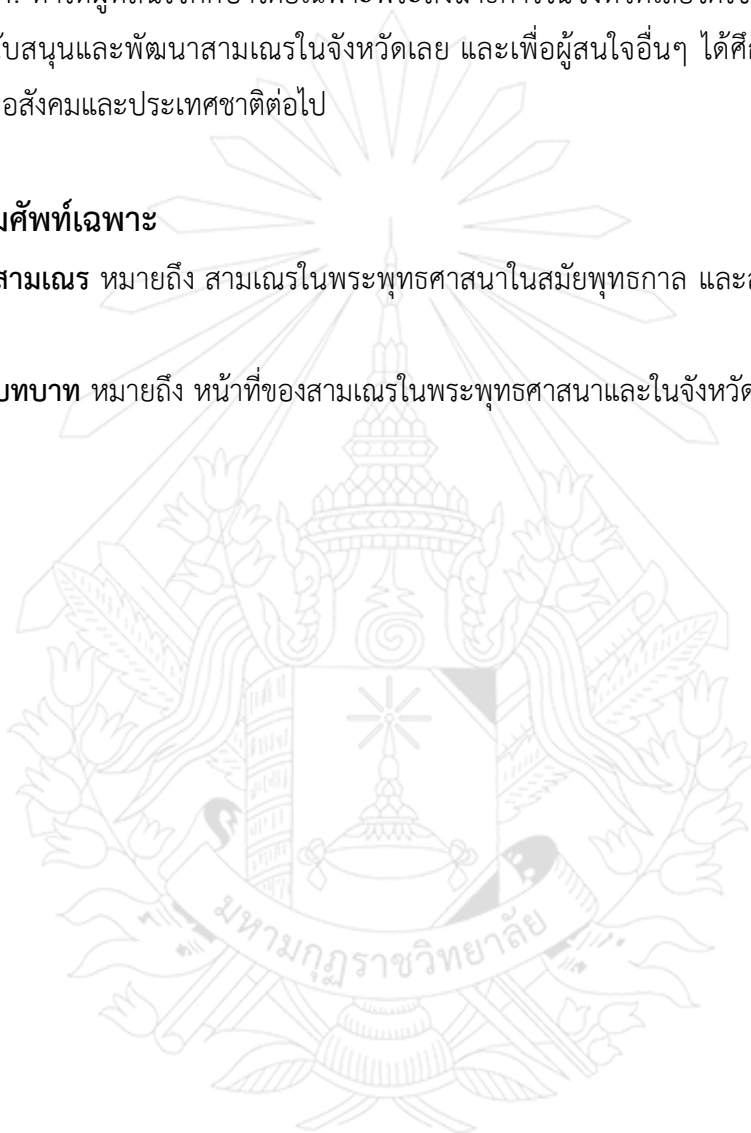 บสนุนและพัฒนาสามเณรในจังหวัดเลย และเพื่อผู้สนใจอื่นๆ ได้ศึก
อสังคมและประเทศชาติต่อไป
มศัพท์เฉพาะ
สามเณร หมายถึง สามเณรในพระพุทธศาสนาในสมัยพุทธกาล และส
บทบาท หมายถึง หน้าที่ของสามเณรในพระพุทธศาสนาและในจังหวัด
มหามกุฏราชวิทยาลัย